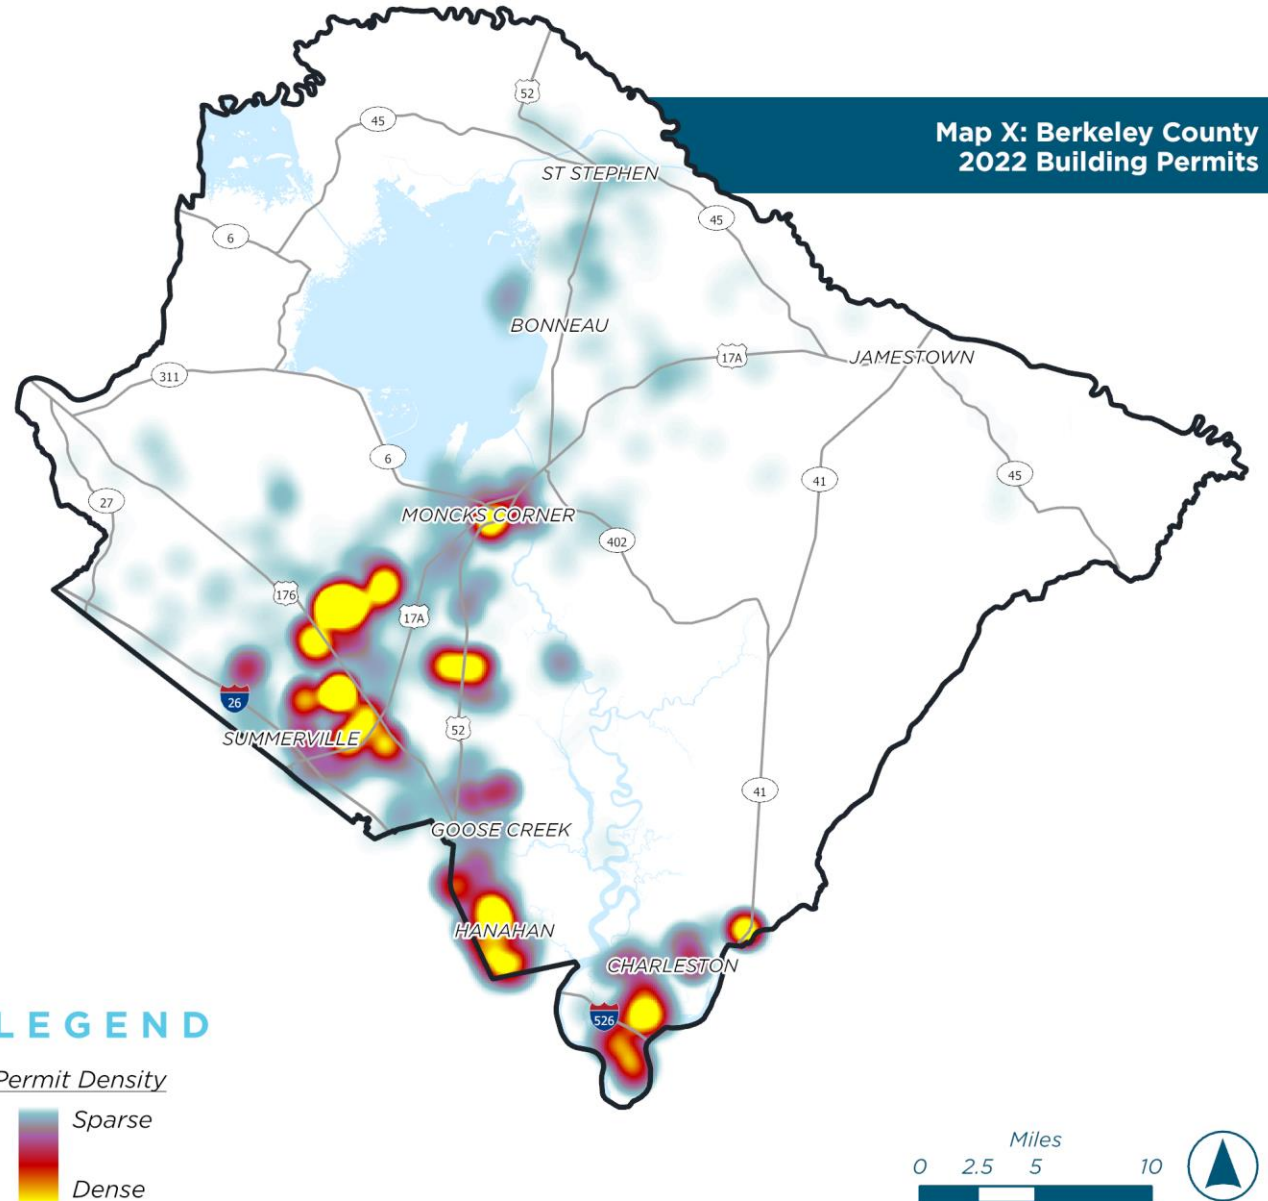 Map X: Berkeley County
2022 Building Permits
52
45
ST STEPHEN
45
6
BONNEAU
17A
JAMESTOWN
311
6
41
45
27
MONCKS CORNER
402
176
17A
26
52
SUMMERVILLE
41
GOOSE CREEK
HANAHAN
CHARLESTON
526
LEGEND
Permit Density
Sparse
Dense
Miles
0 2.5 5 10